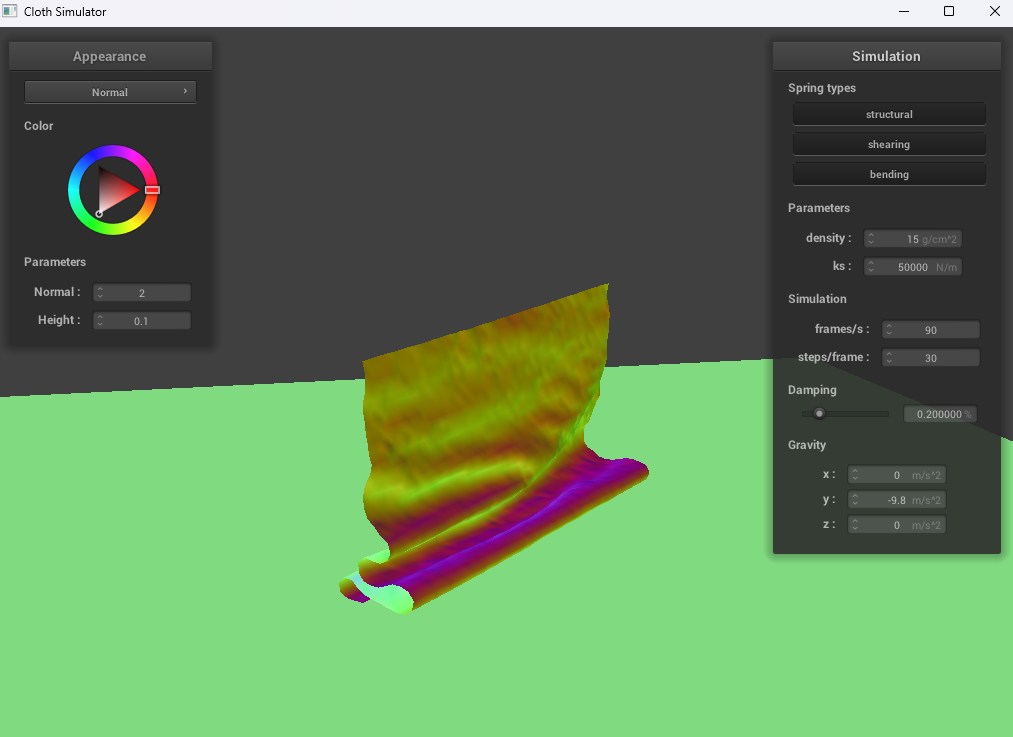 Cloth Simulator
Appearance
Normal
Color
Parameters
Normal : 2
Height : 0.1
Simulation
Spring types
structural
shearing
bending
Parameters
density : 15 g/cm^2
ks : 50000 N/m
Simulation
frames/s : 90
steps/frame : 30
Damping
0.200000 %
Gravity
x : 0 m/s^2
y : -9.8 m/s^2
z : 0 m/s^2